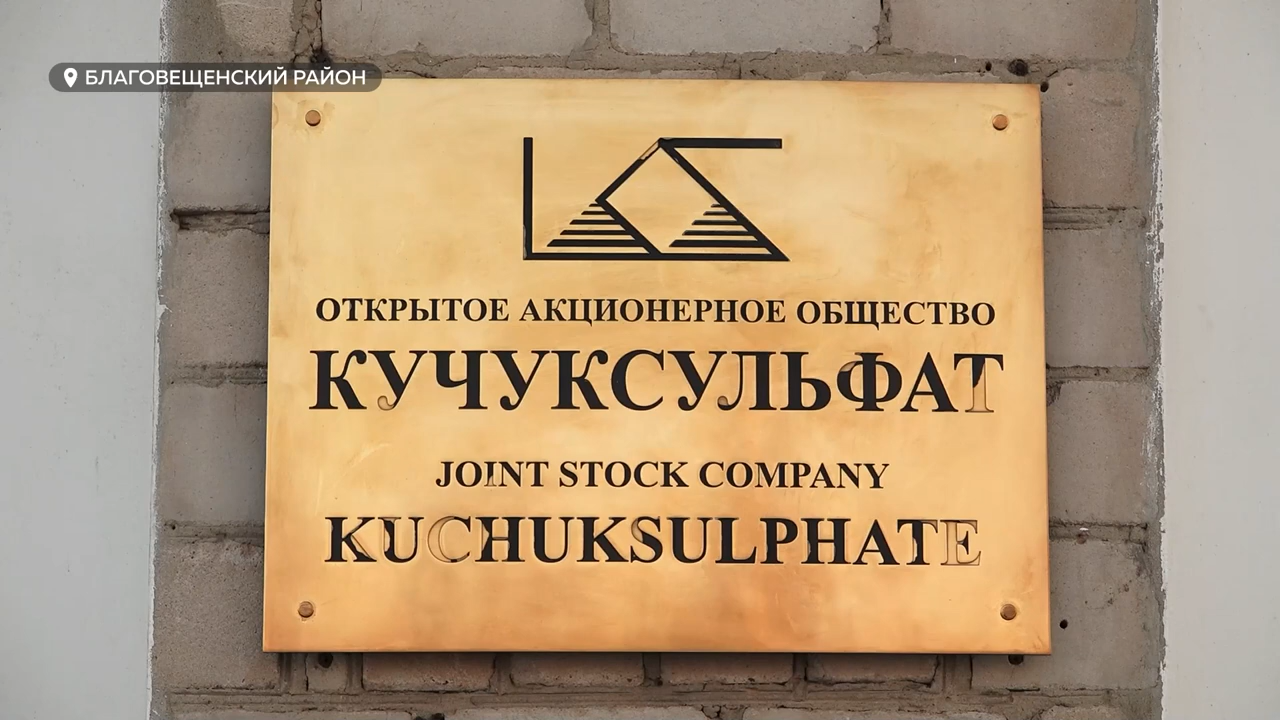 БЛАГОВЕЩЕНСКИЙ РАЙОН
ОТКРЫТОЕ АКЦИОНЕРНОЕ ОБЩЕСТВО
КУЧУКСУЛЬФАТ
JOINT STOCK COMPANY
KUCHUKSULPHATE